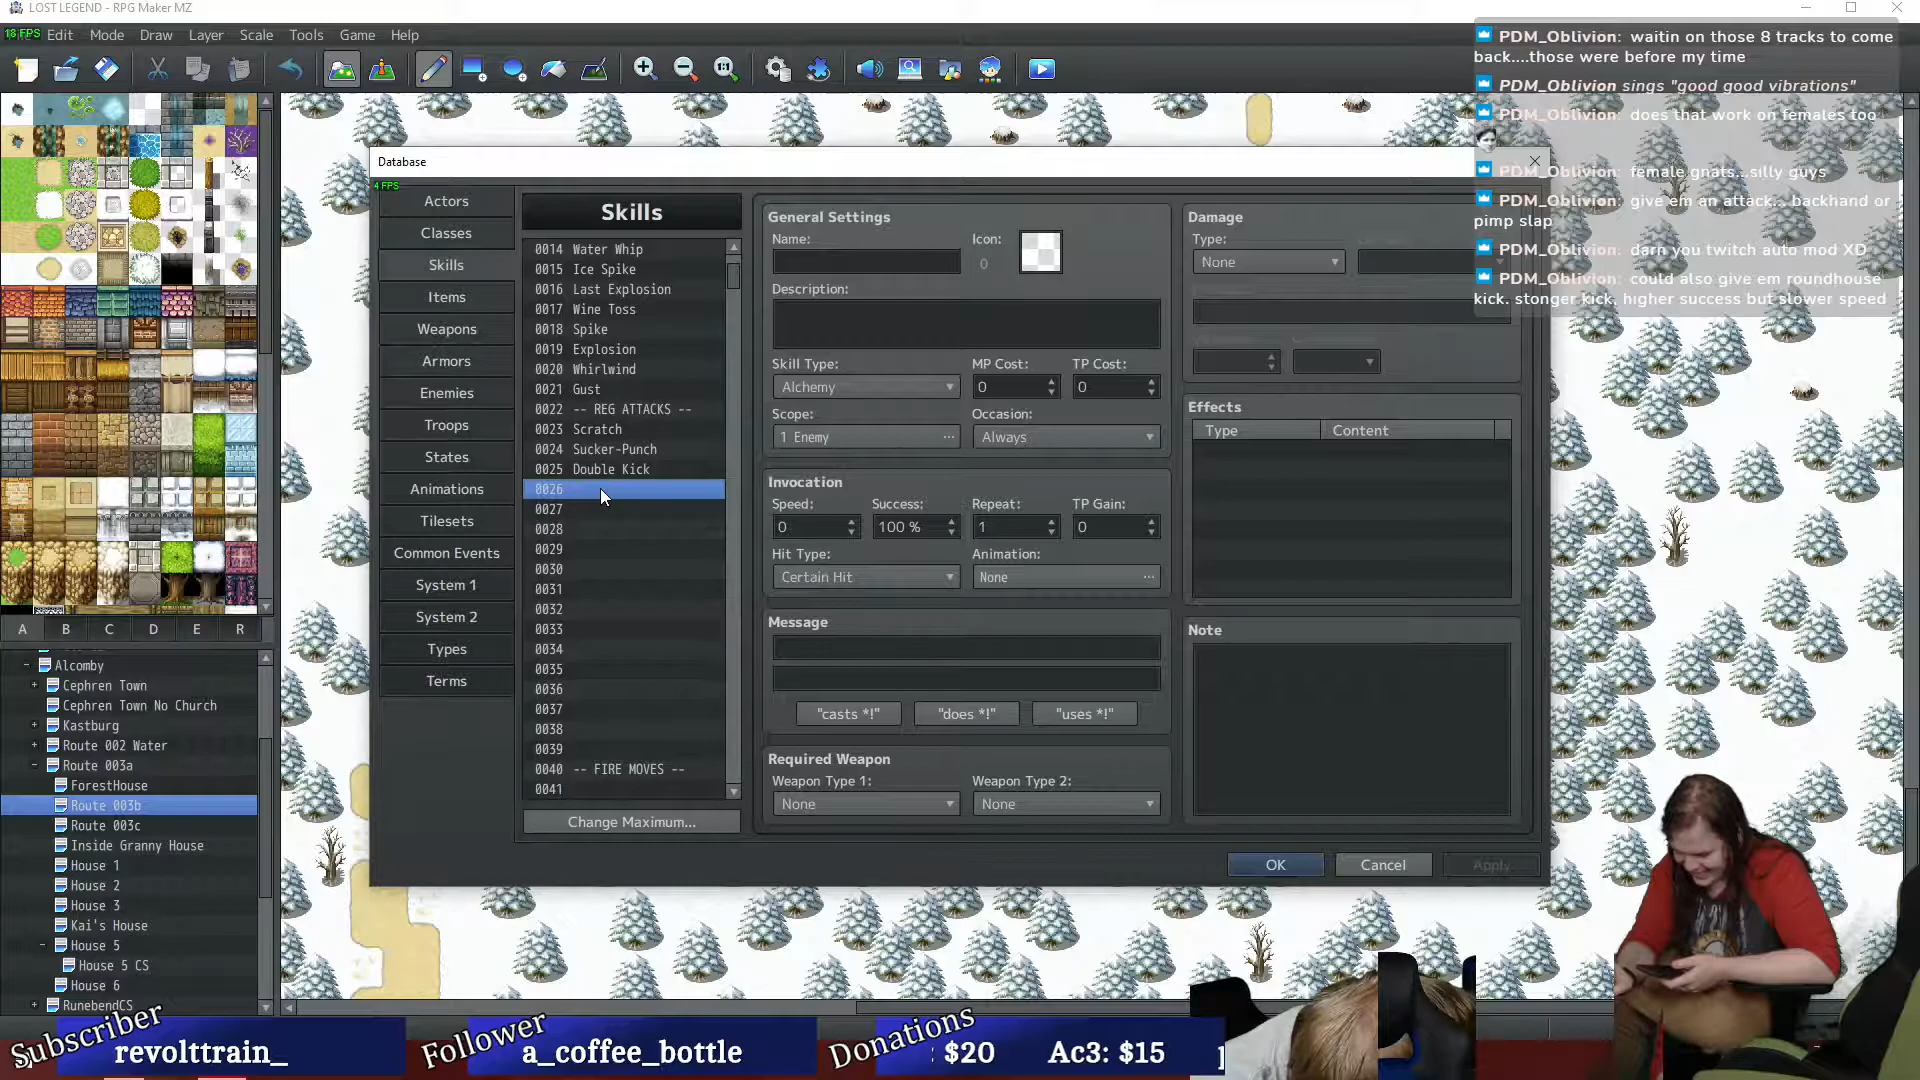 LOST LEGEND - RPG Maker MZ
18 FPS
Edit
Mode
Draw
Layer
Scale
Tools
Game
Help
PDM_Oblivion: waitin on those 8 tracks to come
back....those were before my time
PDM_Oblivion sings "good good vibrations"
PDM_Oblivion: does that work on females too
PDM_Oblivion: female gnats...silly guys
PDM_Oblivion: give em an attack... backhand or
pimp slap
PDM_Oblivion: darn you twitch auto mod XD
PDM_Oblivion: could also give em roundhouse
kick. stonger kick, higher success but slower speed
Database
4 FPS
Actors
Classes
Skills
Items
Weapons
Armors
Enemies
Troops
States
Animations
Tilesets
Common Events
System 1
System 2
Types
Terms
Skills
0014 Water Whip
0015 Ice Spike
0016 Last Explosion
0017 Wine Toss
0018 Spike
0019 Explosion
0020 Whirlwind
0021 Gust
0022 -- REG ATTACKS --
0023 Scratch
0024 Sucker-Punch
0025 Double Kick
0026
0027
0028
0029
0030
0031
0032
0033
0034
0035
0036
0037
0038
0039
0040 -- FIRE MOVES --
0041
Change Maximum...
General Settings
Name:
Icon:
0
Description:
Skill Type:
MP Cost:
TP Cost:
Alchemy
0
0
Scope:
Occasion:
1 Enemy
...
Always
Invocation
Speed:
Success:
Repeat:
TP Gain:
0
100 %
1
0
Hit Type:
Animation:
Certain Hit
None
...
Message
"casts *!"
"does *!"
"uses *!"
Required Weapon
Weapon Type 1:
Weapon Type 2:
None
None
Damage
Type:
None
Effects
Type
Content
Note
OK
Cancel
Apply
A
B
C
D
E
R
Alcomby
Cephren Town
Cephren Town No Church
Kastburg
Route 002 Water
Route 003a
ForestHouse
Route 003b
Route 003c
Inside Granny House
House 1
House 2
House 3
Kai's House
House 5
House 5 CS
House 6
RunebendCS
Subscriber
revolttrain_
Follower
a_coffee_bottle
Donations
: $20
Ac3: $15